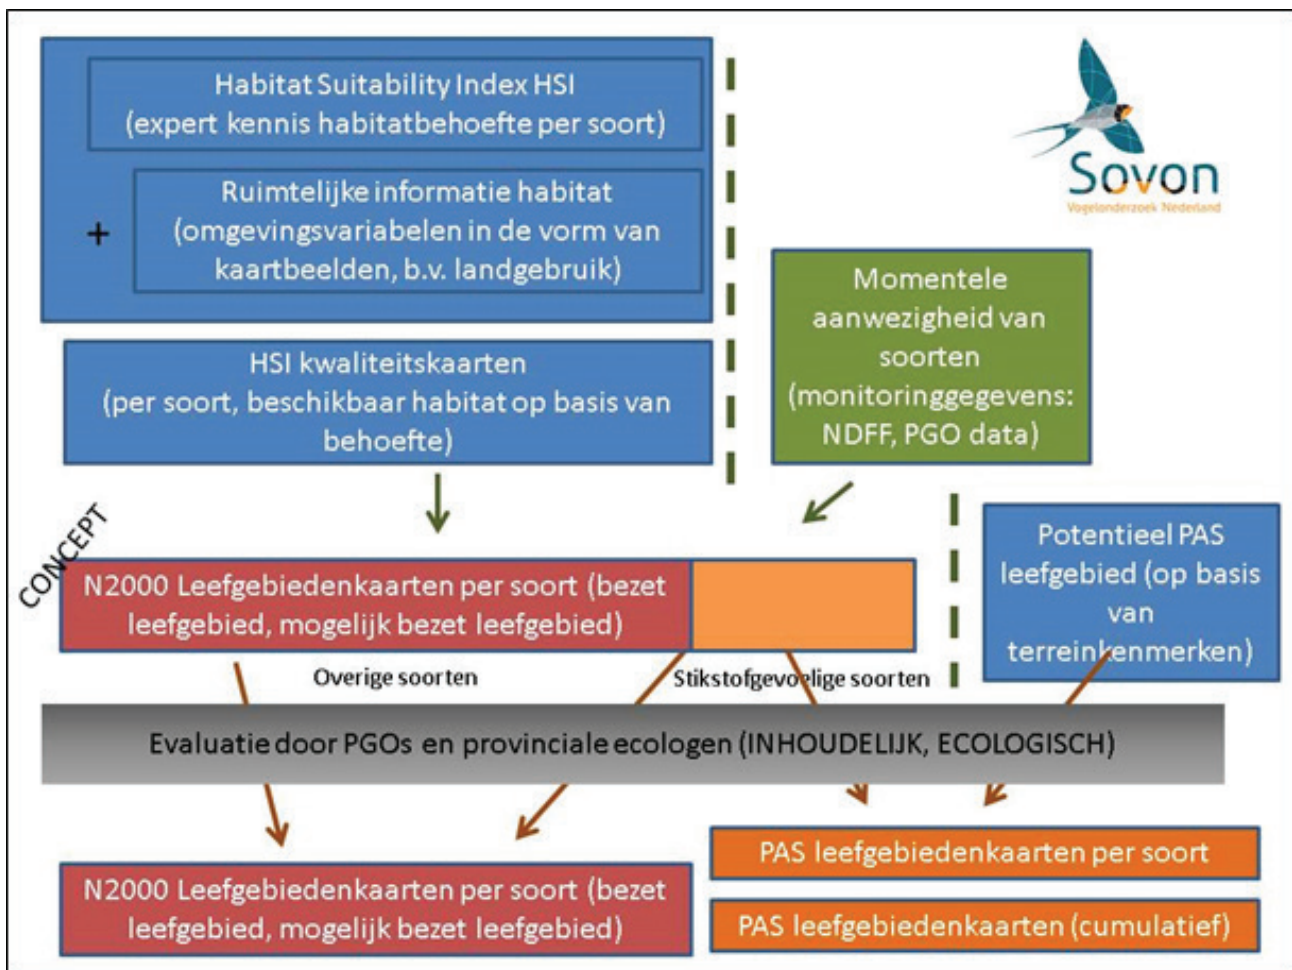 Habitat Suitability Index HSI
(expert kennis habitatbehoefte per soort)
+
Ruimtelijke informatie habitat
(omgevingsvariabelen in de vorm van
kaartbeelden, b.v. landgebruik)
HSI kwaliteitskaarten
(per soort, beschikbaar habitat op basis van
behoefte)
Sovon
Vogelonderzoek Nederland
Momentele
aanwezigheid van
soorten
(monitoringgegevens:
NDFF, PGO data)
Potentieel PAS
leefgebied (op basis
van
terreinkenmerken)
CONCEPT
N2000 Leefgebiedenkaarten per soort (bezet
leefgebied, mogelijk bezet leefgebied)
Overige soorten
Stikstofgevoelige soorten
Evaluatie door PGOs en provinciale ecologen (INHOUDELIJK, ECOLOGISCH)
N2000 Leefgebiedenkaarten per soort (bezet
leefgebied, mogelijk bezet leefgebied)
PAS leefgebiedenkaarten per soort
PAS leefgebiedenkaarten (cumulatief)